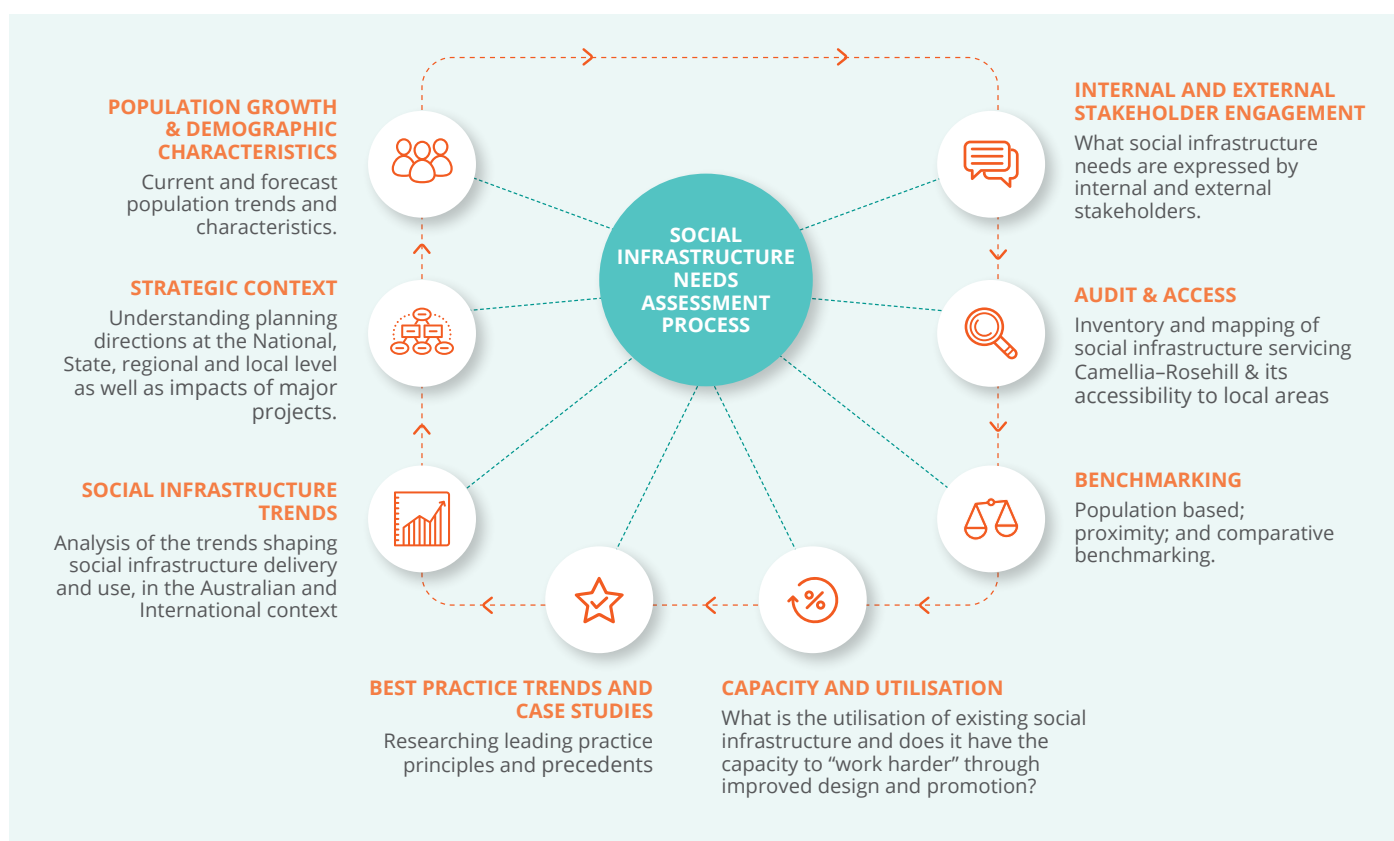 POPULATION GROWTH
& DEMOGRAPHIC
CHARACTERISTICS
Current and forecast
population trends and
characteristics.
STRATEGIC CONTEXT
Understanding planning
directions at the National,
State, regional and local level
as well as impacts of major
projects.
SOCIAL INFRASTRUCTURE
TRENDS
Analysis of the trends shaping
social infrastructure delivery
and use, in the Australian and
International context
SOCIAL
INFRASTRUCTURE
NEEDS
ASSESSMENT
PROCESS
INTERNAL AND EXTERNAL
STAKEHOLDER ENGAGEMENT
What social infrastructure
needs are expressed by
internal and external
stakeholders.
AUDIT & ACCESS
Inventory and mapping of
social infrastructure servicing
Camellia–Rosehill & its
accessibility to local areas
BENCHMARKING
Population based;
proximity; and comparative
benchmarking.
BEST PRACTICE TRENDS AND
CASE STUDIES
Researching leading practice
principles and precedents
%
CAPACITY AND UTILISATION
What is the utilisation of existing social
infrastructure and does it have the
capacity to “work harder” through
improved design and promotion?